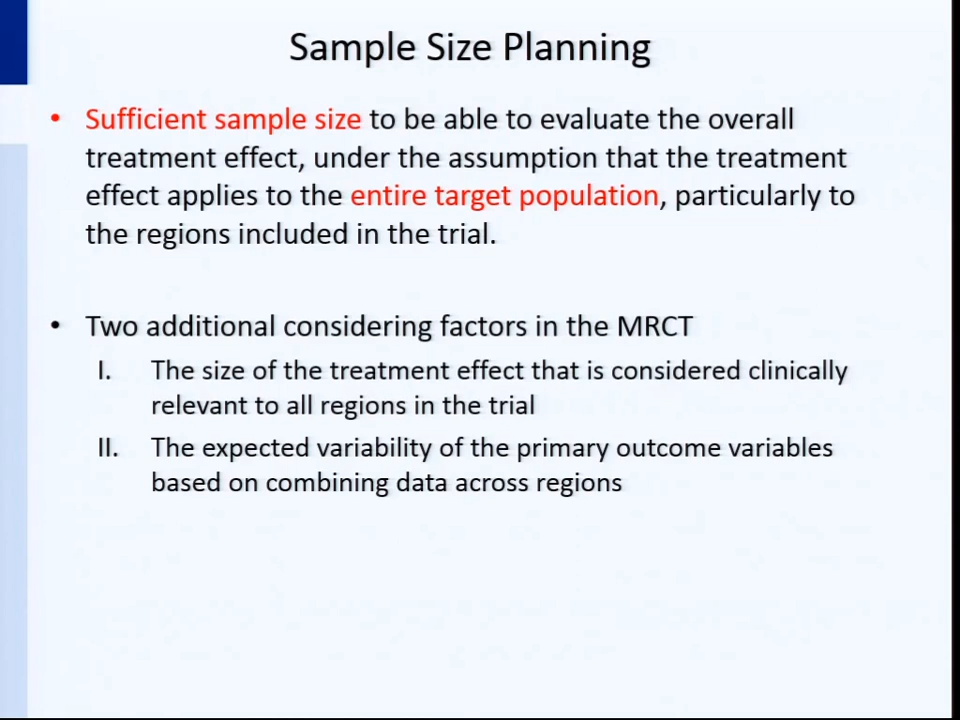 Sample Size Planning
• Sufficient sample size to be able to evaluate the overall
treatment effect, under the assumption that the treatment
effect applies to the entire target population, particularly to
the regions included in the trial.
• Two additional considering factors in the MRCT
I. The size of the treatment effect that is considered clinically
relevant to all regions in the trial
II. The expected variability of the primary outcome variables
based on combining data across regions